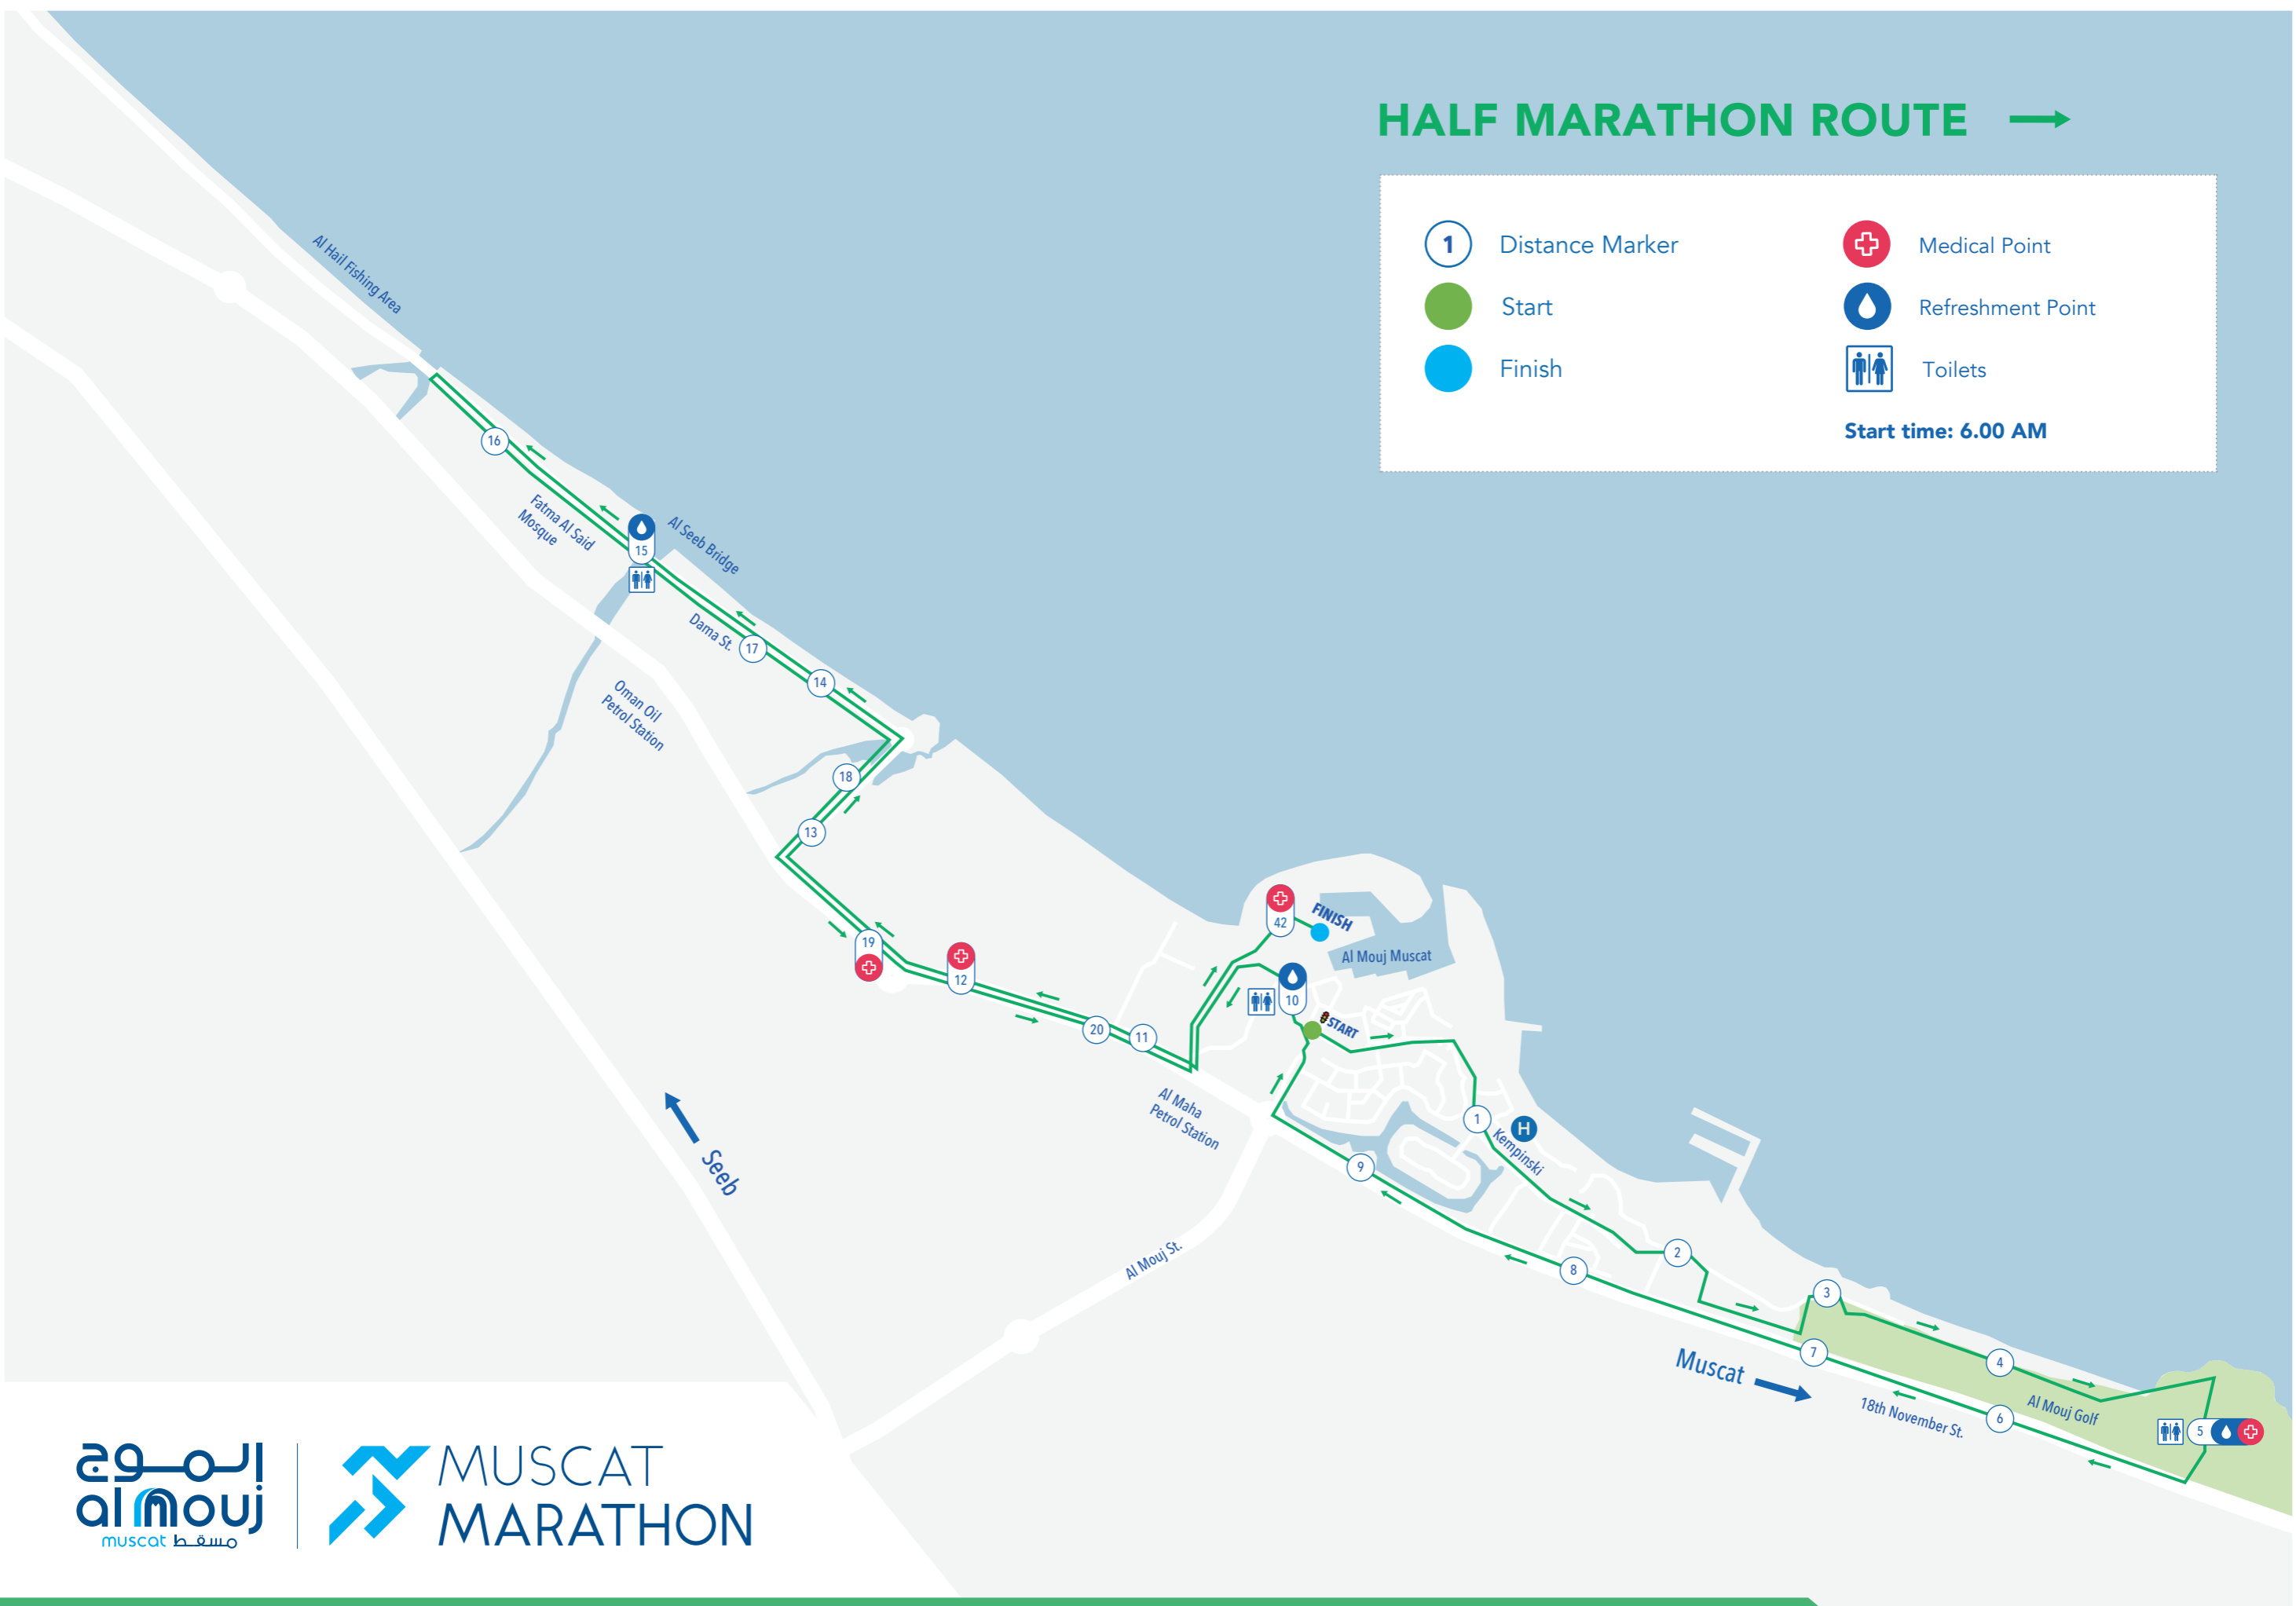 HALF MARATHON ROUTE
1
Distance Marker
Medical Point
Start
Refreshment Point
Finish
Toilets
Start time: 6.00 AM
Al Hail Fishing Area
16
Fatma Al Said
Mosque
15
Al Seeb Bridge
Dama St.
17
14
Oman Oil
Petrol Station
18
13
19
12
42
FINISH
Al Mouj Muscat
10
START
20
11
Al Maha
Petrol Station
1
H
Kempinski
9
Seeb
Al Mouj St.
8
2
3
7
4
Muscat
18th November St.
6
Al Mouj Golf
5
الموج
almouj
muscat مسقط
MUSCAT
MARATHON